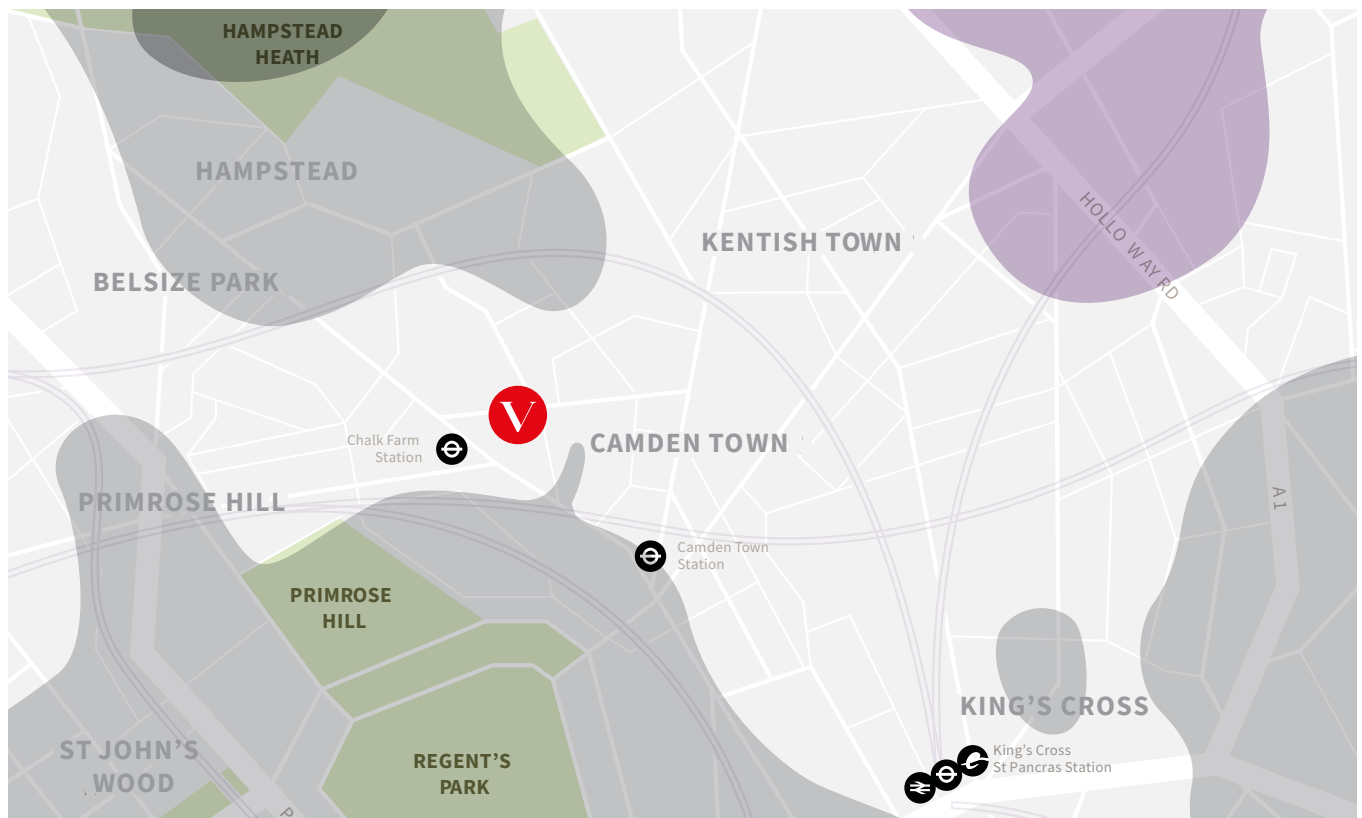 HAMPSTEAD
HEATH
HAMPSTEAD
KENTISH TOWN
HOLLO W AY RD
BELSIZE PARK
V
Chalk Farm
Station
CAMDEN TOWN
A1
PRIMROSE HILL
Camden Town
Station
PRIMROSE
HILL
KING’S CROSS
ST JOHN’S
WOOD
REGENT’S
PARK
King’s Cross
St Pancras Station
e
P